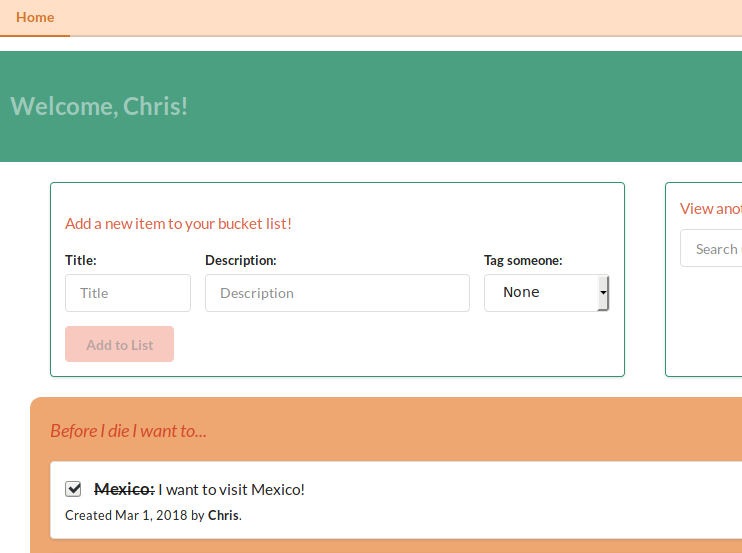 Home
Welcome, Chris!
Add a new item to your bucket list!
Title: Description: Tag someone:
Title Description None
Add to List
View
Search
Before I die I want to...
Mexico: I want to visit Mexico!
Created Mar 1, 2018 by Chris.